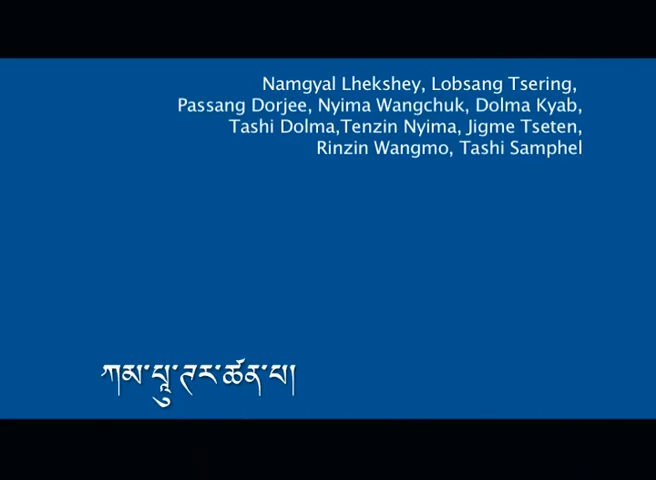 Namgyal Lhekshey, Lobsang Tsering,
Passang Dorjee, Nyima Wangchuk, Dolma Kyab,
Tashi Dolma,Tenzin Nyima, Jigme Tseten,
Rinzin Wangmo, Tashi Samphel
ཀམ་པྱུ་ཊར་ཚན་པ།